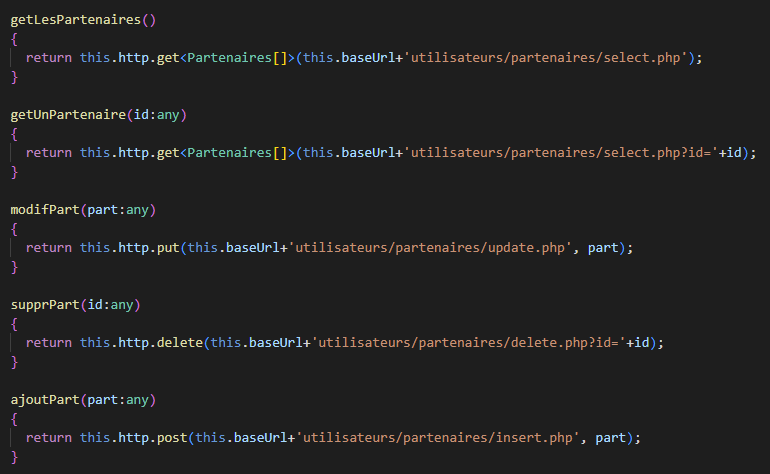 getLesPartenaires()
{
  return this.http.get<Partenaires[]>(this.baseUrl+'utilisateurs/partenaires/select.php');
}

getUnPartenaire(id:any)
{
  return this.http.get<Partenaires[]>(this.baseUrl+'utilisateurs/partenaires/select.php?id='+id);
}

modifPart(part:any)
{
  return this.http.put(this.baseUrl+'utilisateurs/partenaires/update.php', part);
}

supprPart(id:any)
{
  return this.http.delete(this.baseUrl+'utilisateurs/partenaires/delete.php?id='+id);
}

ajoutPart(part:any)
{
  return this.http.post(this.baseUrl+'utilisateurs/partenaires/insert.php', part);
}